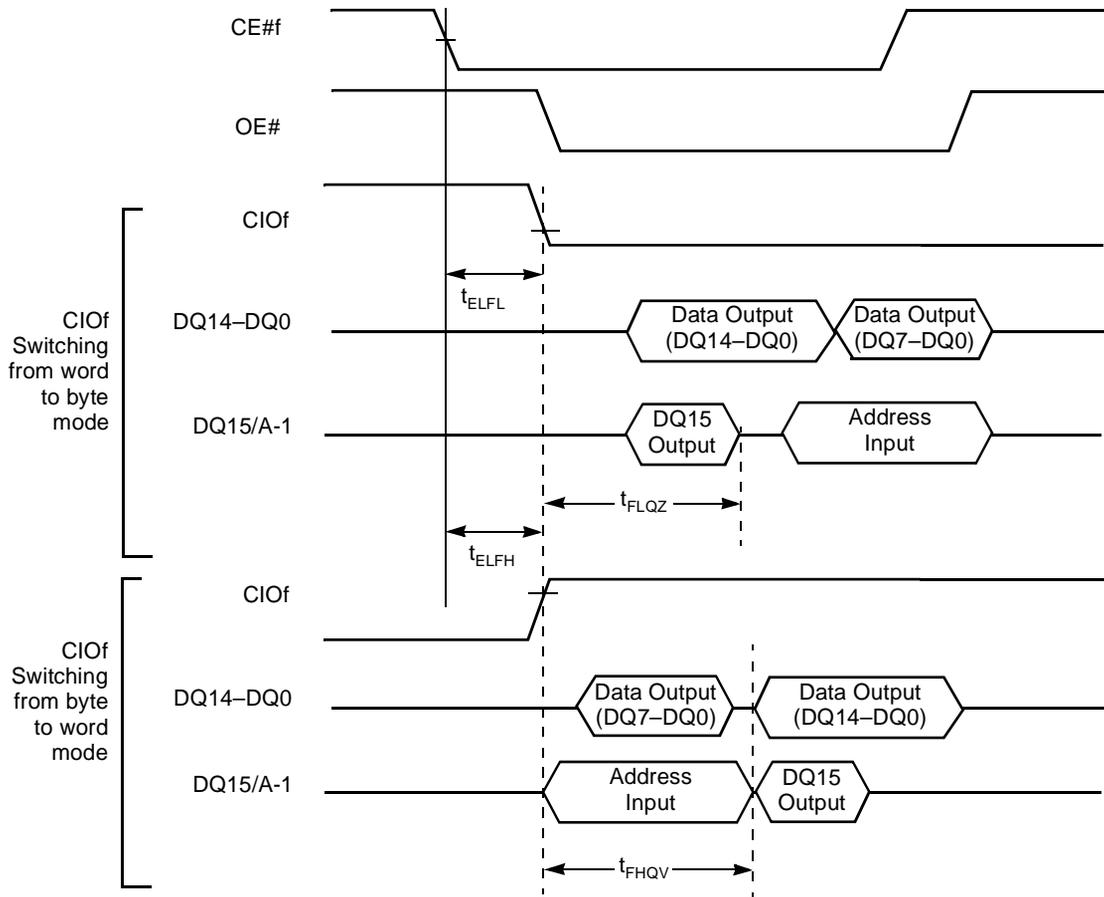 CE#f
OE#
CIOf
tELFL
CIOf
Switching
from word
to byte
mode
DQ14–DQ0
Data Output
(DQ14–DQ0)
Data Output
(DQ7–DQ0)
DQ15/A-1
DQ15
Output
Address
Input
tFLQZ
tELFH
CIOf
CIOf
Switching
from byte
to word
mode
DQ14–DQ0
Data Output
(DQ7–DQ0)
Data Output
(DQ14–DQ0)
DQ15/A-1
Address
Input
DQ15
Output
tFHQV